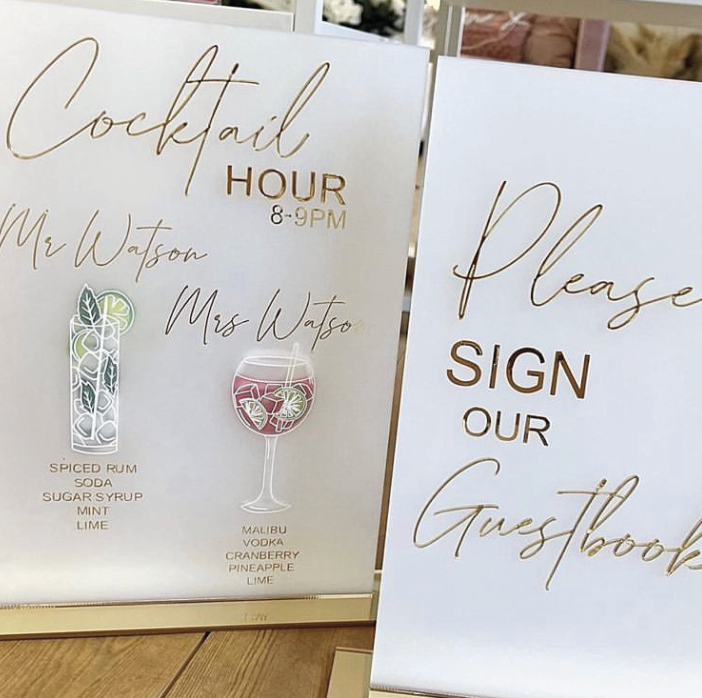 Cocktail
HOUR
8-9PM
Mr Watson
Mrs Watson
SPICED RUM
SODA
SUGAR SYRUP
MINT
LIME
MALIBU
VODKA
CRANBERRY
PINEAPPLE
LIME
Please
SIGN
OUR
Guestbook